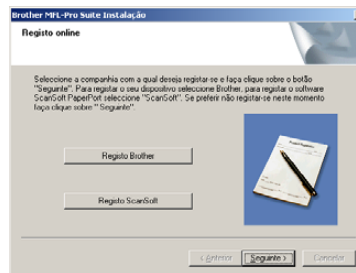 Brother MFL-Pro Suite Instalação
Registo online
Seleccione a companhia com a qual deseja registar-se e faça clique sobre o botão
"Seguinte". Para registar o seu dispositivo seleccione Brother, para registar o software
ScanSoft PaperPort seleccione "ScanSoft". Se preferir não registar-se neste momento
faça clique sobre " Seguinte".
Registo Brother
Registo ScanSoft
< Anterior
Seguinte >
Cancelar